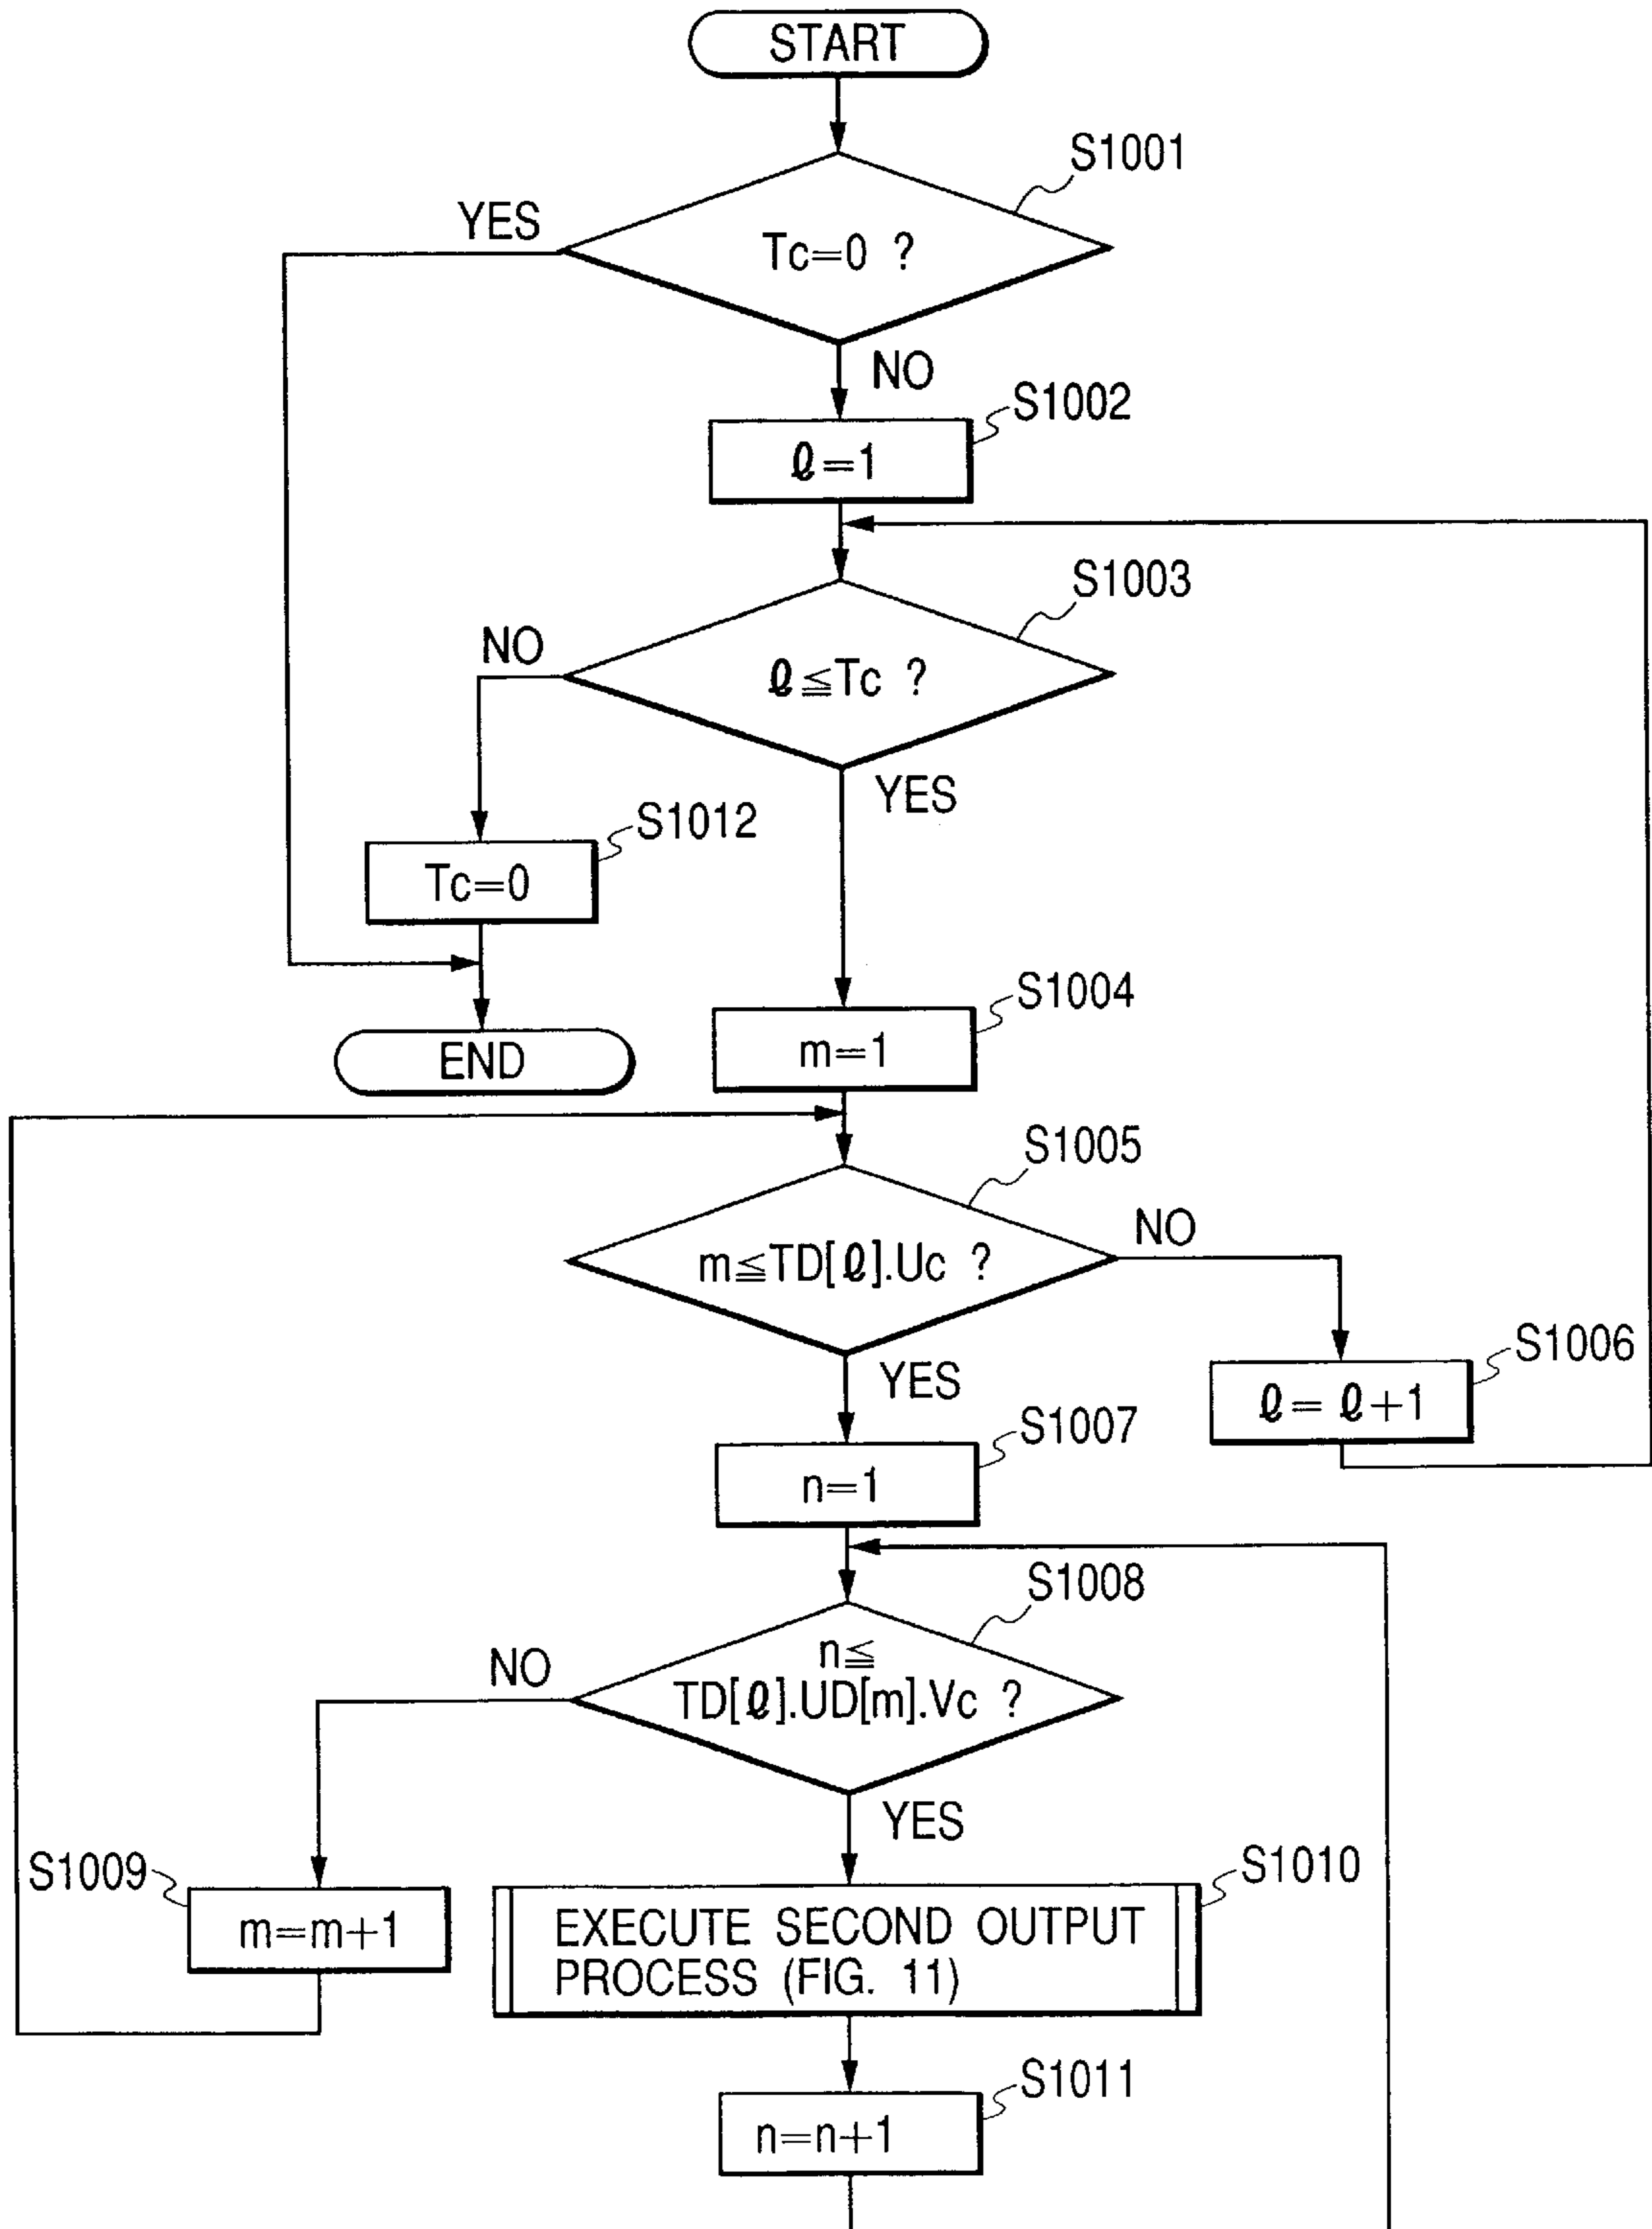 START
S1001
YES
Tc=0 ?
NO
S1002
ℓ=1
S1003
NO
ℓ≦Tc ?
YES
S1012
Tc=0
S1004
m=1
END
S1005
NO
m≦TD[ℓ].Uc ?
S1006
YES
ℓ=ℓ+1
S1007
n=1
S1008
NO
n≦
TD[ℓ].UD[m].Vc ?
YES
S1009
S1010
m=m+1
EXECUTE SECOND OUTPUT
PROCESS (FIG. 11)
S1011
n=n+1